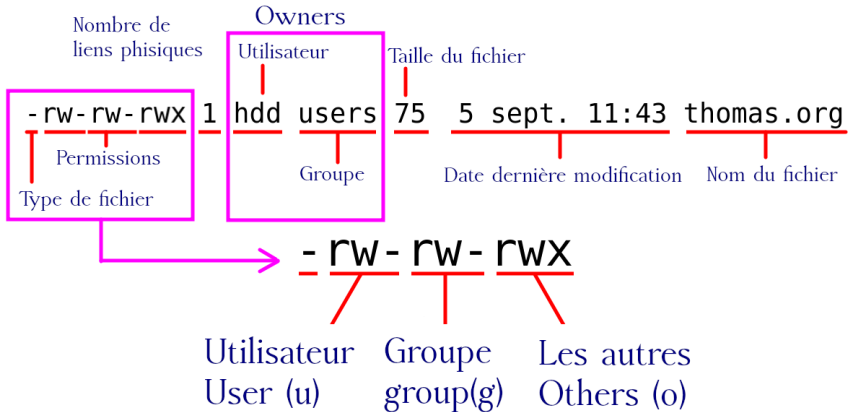 Owners
Nombre de
liens phisiques
Utilisateur
Taille du fichier
-rw-rw-rwx 1 hdd users 75 5 sept. 11:43 thomas.org
Permissions
Groupe
Date dernière modification
Nom du fichier
Type de fichier
-rw-rw-rwx
Utilisateur
User (u)
Groupe
group(g)
Les autres
Others (o)